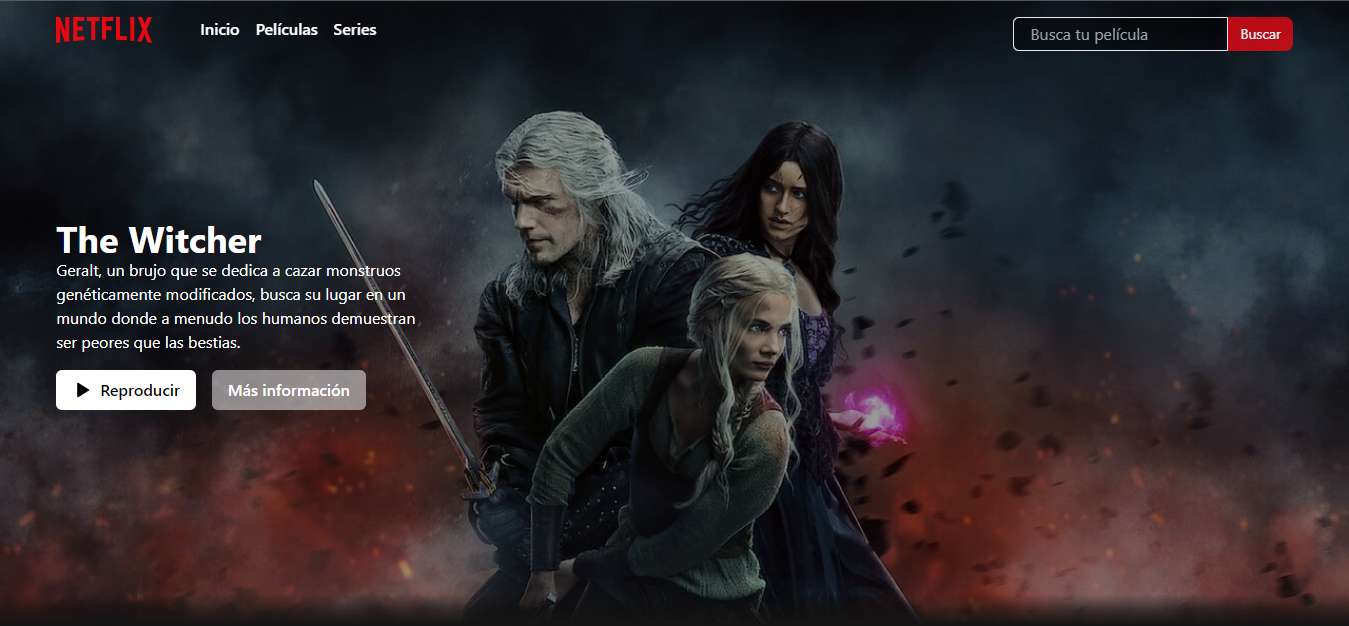 NETFLIX
Inicio
Películas
Series
Busca tu película
Buscar
The Witcher
Geralt, un brujo que se dedica a cazar monstruos
genéticamente modificados, busca su lugar en un
mundo donde a menudo los humanos demuestran
ser peores que las bestias.
Reproducir
Más información